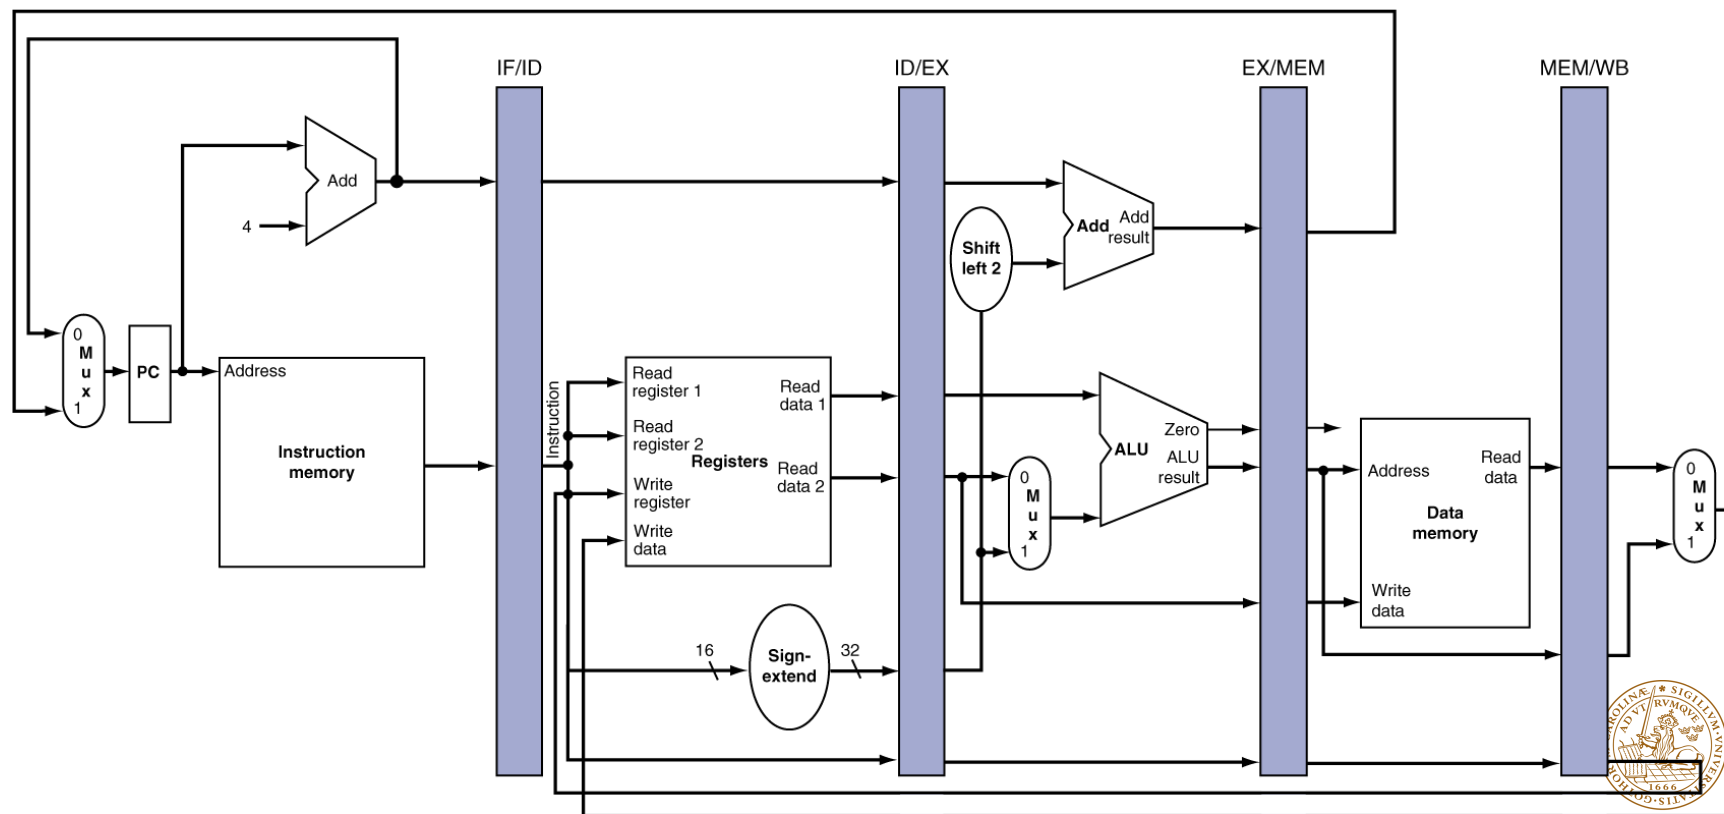 IF/ID
ID/EX
EX/MEM
MEM/WB
Add
4
Add
Add
result
Shift
left 2
0
M
u
x
1
PC
Address
Instruction
memory
Instruction
Read
register 1
Read
register 2
Write
register
Write
data
Registers
Read
data 1
Read
data 2
16
Sign-
extend
32
0
M
u
x
1
ALU
Zero
ALU
result
Address
Read
data
Data
memory
Write
data
0
M
u
x
1
AD VTRVMQVE
1666